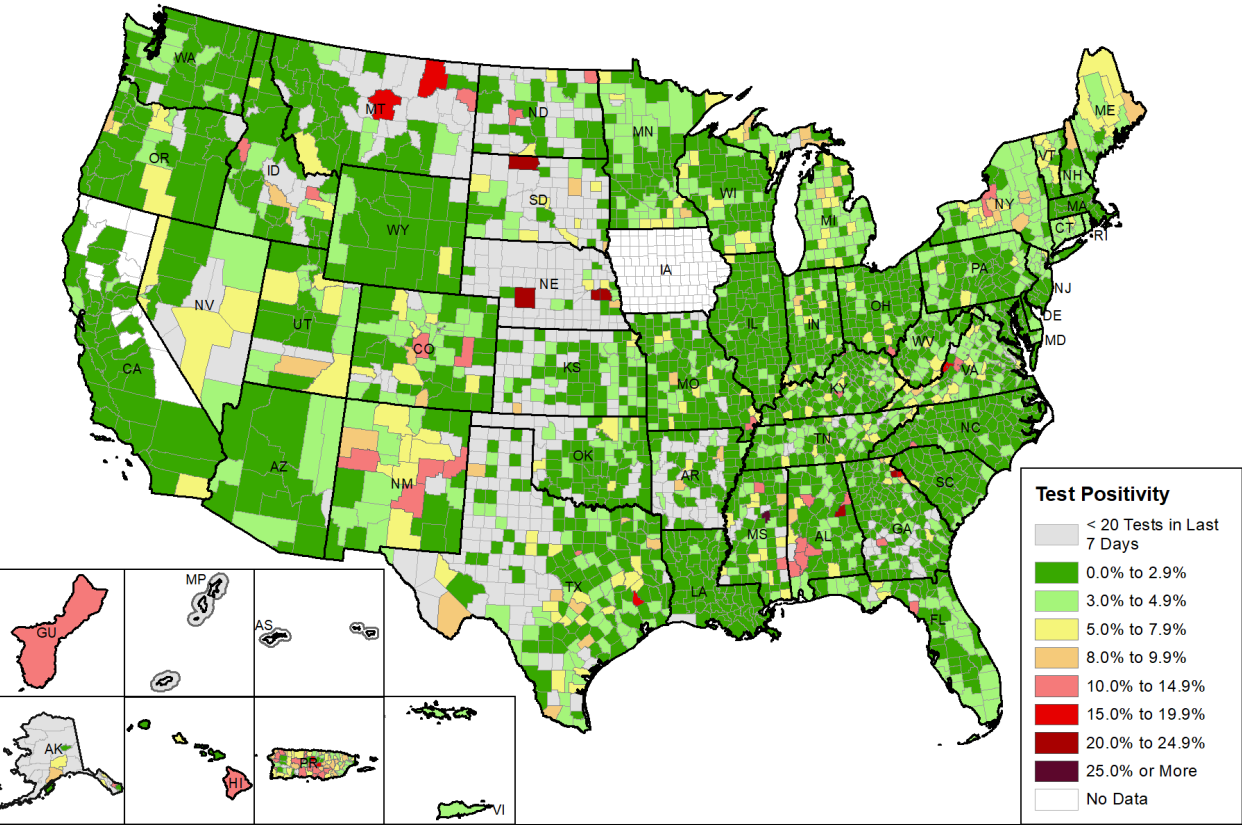 WA
MT
ND
MN
ME
OR
ID
SD
WI
MI
VT
NH
NY
MA
CT
RI
WY
IA
NE
PA
NJ
NV
UT
CO
IL
IN
OH
WV
DE
MD
CA
KS
MO
KY
VA
AZ
NM
OK
AR
TN
NC
SC
MS
AL
GA
TX
LA
FL
GU
MP
AS
AK
HI
PR
VI
Test Positivity
< 20 Tests in Last
7 Days
0.0% to 2.9%
3.0% to 4.9%
5.0% to 7.9%
8.0% to 9.9%
10.0% to 14.9%
15.0% to 19.9%
20.0% to 24.9%
25.0% or More
No Data